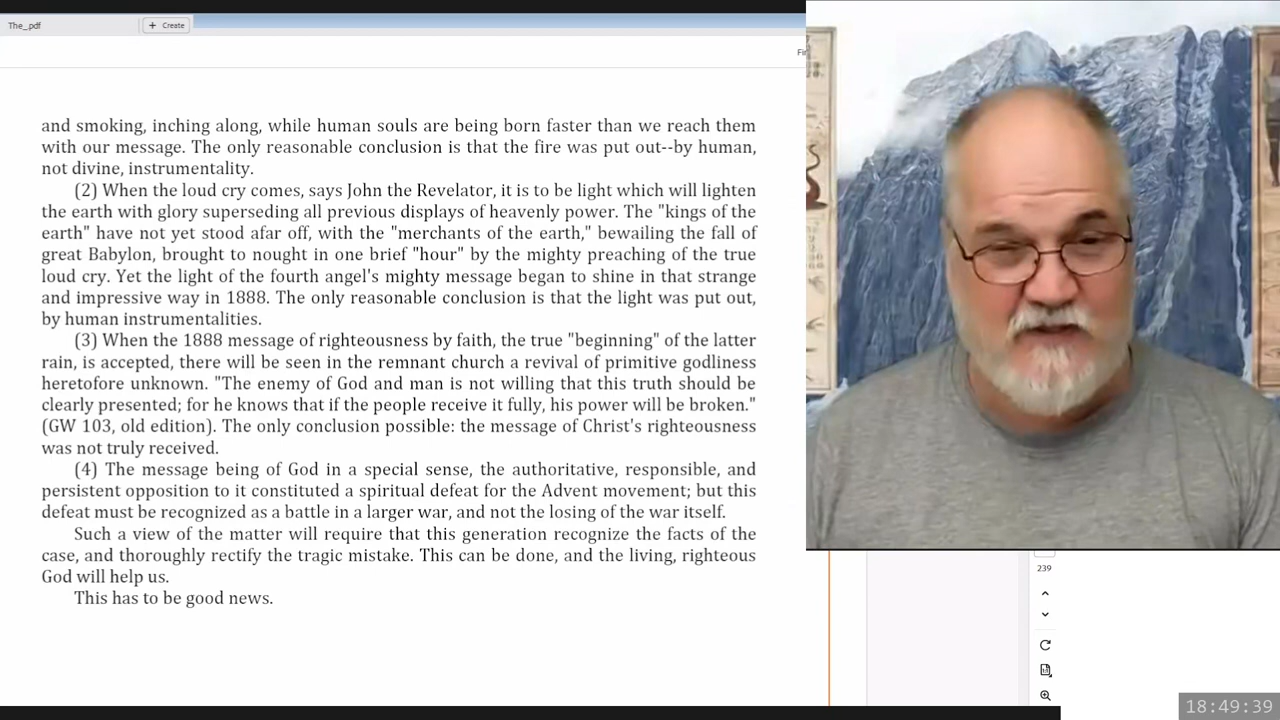 The_.pdf
+ Create
and smoking, inching along, while human souls are being born faster than we reach them
with our message. The only reasonable conclusion is that the fire was put out--by human,
not divine, instrumentality.
(2) When the loud cry comes, says John the Revelator, it is to be light which will lighten
the earth with glory superseding all previous displays of heavenly power. The "kings of the
earth" have not yet stood afar off, with the "merchants of the earth," bewailing the fall of
great Babylon, brought to nought in one brief "hour" by the mighty preaching of the true
loud cry. Yet the light of the fourth angel's mighty message began to shine in that strange
and impressive way in 1888. The only reasonable conclusion is that the light was put out,
by human instrumentalities.
(3) When the 1888 message of righteousness by faith, the true "beginning" of the latter
rain, is accepted, there will be seen in the remnant church a revival of primitive godliness
heretofore unknown. "The enemy of God and man is not willing that this truth should be
clearly presented; for he knows that if the people receive it fully, his power will be broken."
(GW 103, old edition). The only conclusion possible: the message of Christ's righteousness
was not truly received.
(4) The message being of God in a special sense, the authoritative, responsible, and
persistent opposition to it constituted a spiritual defeat for the Advent movement; but this
defeat must be recognized as a battle in a larger war, and not the losing of the war itself.
Such a view of the matter will require that this generation recognize the facts of the
case, and thoroughly rectify the tragic mistake. This can be done, and the living, righteous
God will help us.
This has to be good news.
239
18:49:39